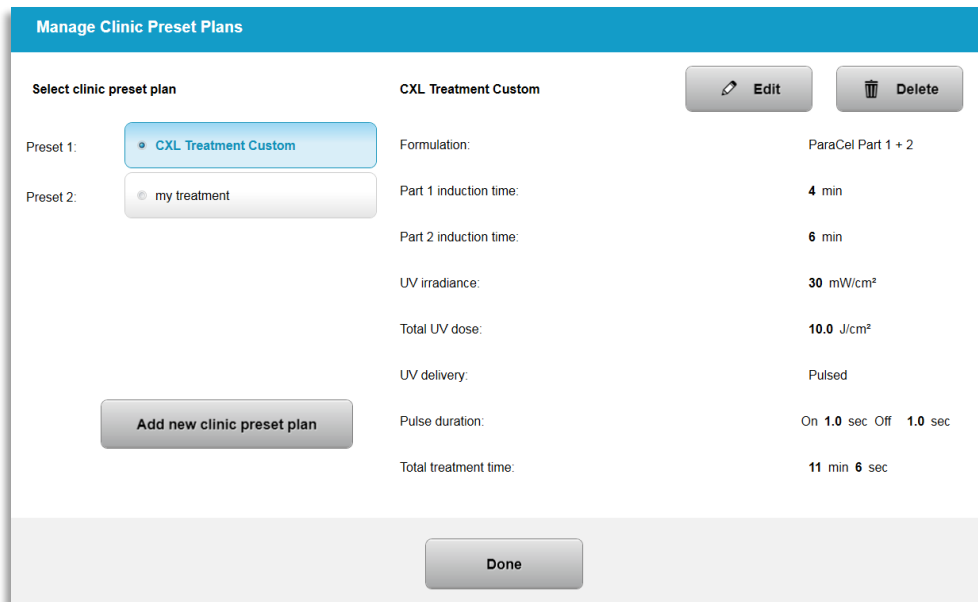 Manage Clinic Preset Plans
Select clinic preset plan
CXL Treatment Custom
Edit
Delete
Preset 1:
CXL Treatment Custom
Preset 2:
my treatment
Add new clinic preset plan
Formulation: ParaCel Part 1 + 2
Part 1 induction time: 4 min
Part 2 induction time: 6 min
UV irradiance: 30 mW/cm²
Total UV dose: 10.0 J/cm²
UV delivery: Pulsed
Pulse duration: On 1.0 sec Off 1.0 sec
Total treatment time: 11 min 6 sec
Done